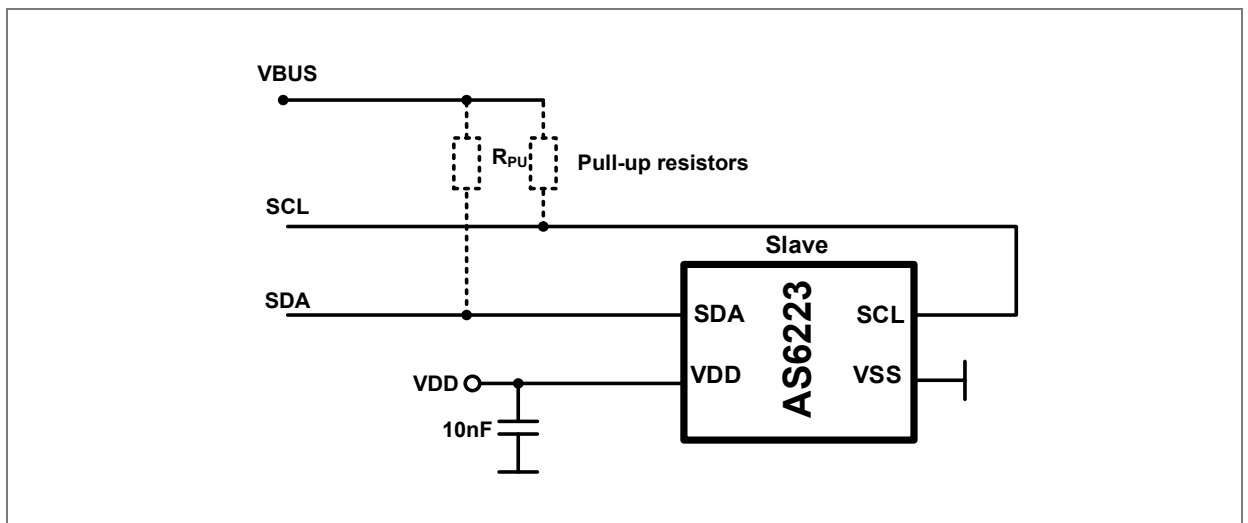 VBUS
RPU
Pull-up resistors
SCL
Slave
SDA
SDA
SCL
AS6223
VDD
VDD
VSS
10nF